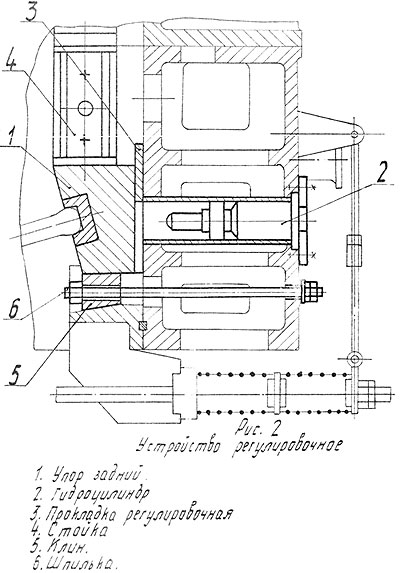 3
4
1
2
6
5
Рис. 2
Устройство регулировочное
1. Упор задний.
2. Гидроцилиндр
3. Прокладка регулировочная
4. Стойка
5. Клин.
6. Шпилька.